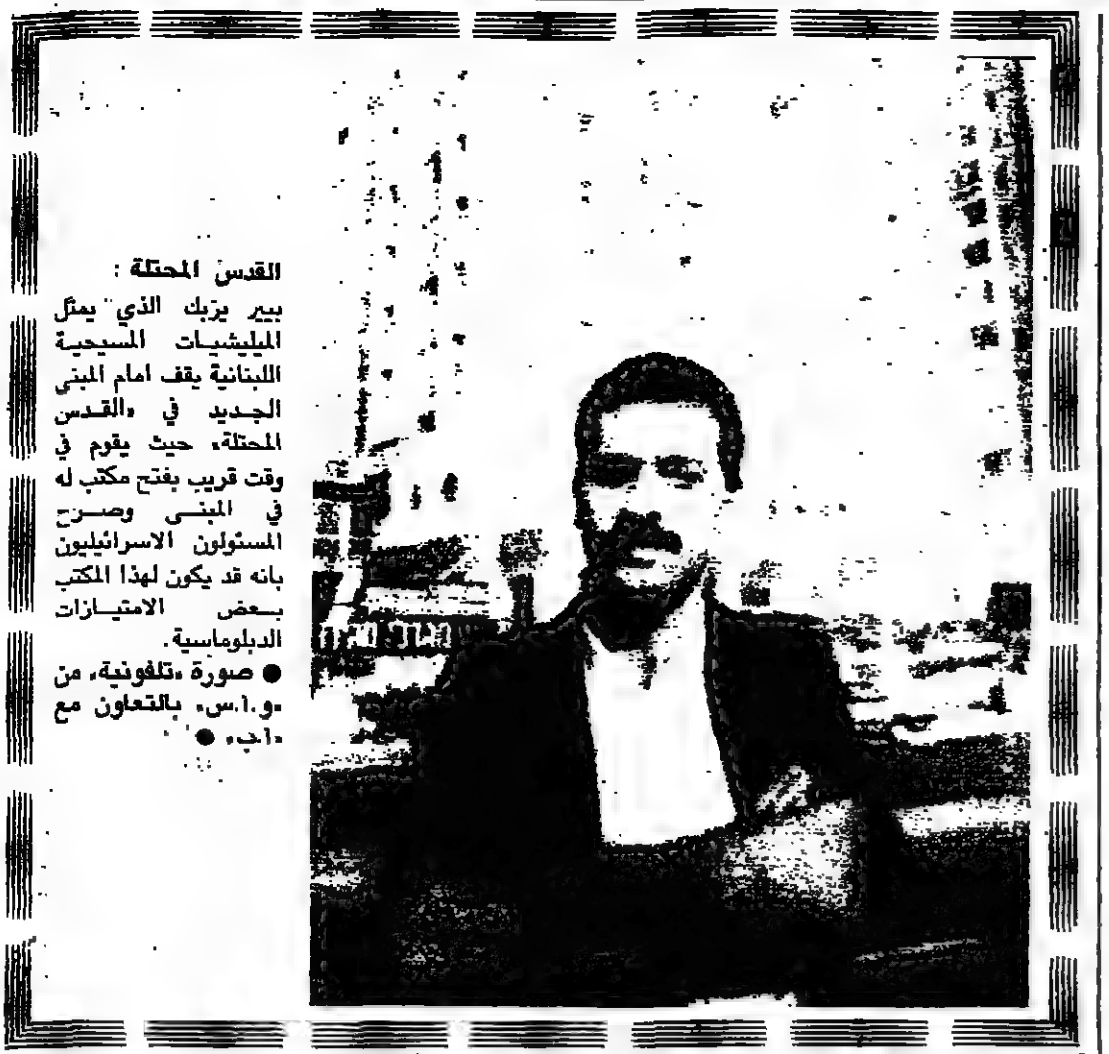 القدس المحتلة :
بيير يزبك الذي يمثل
الميليشيات المسيحية
اللبنانية يقف امام المبنى
الجديد في «القدس
المحتلة» حيث يقوم في
وقت قريب بفتح مكتب له
في المبنى وصرح
المسئولون الاسرائيليون
بانه قد يكون لهذا المكتب
بعض الامتيازات
الدبلوماسية.
● صورة «تلفونية» من
«و.ا.س» بالتعاون مع
«ا.ب» ●